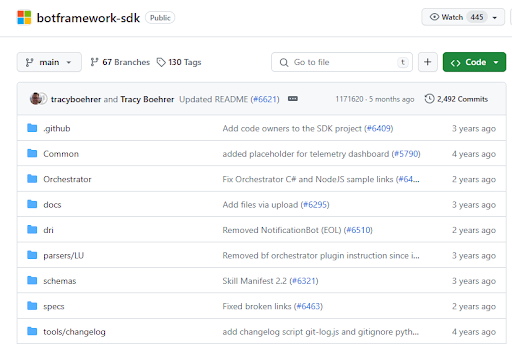 botframework-sdk Public Watch 445
main 67 Branches 130 Tags Go to file t + Code
tracyboehrer and Tracy Boehrer Updated README (#6621) 1171620 · 5 months ago 2,492 Commits
.github Add code owners to the SDK project (#6409) 3 years ago
Common added placeholder for telemetry dashboard (#5790) 4 years ago
Orchestrator Fix Orchestrator C# and NodeJS sample links (#64... 2 years ago
docs Add files via upload (#6295) 3 years ago
dri Removed NotificationBot (EOL) (#6510) 2 years ago
parsers/LU Removed bf orchestrator plugin instruction since i... 3 years ago
schemas Skill Manifest 2.2 (#6321) 3 years ago
specs Fixed broken links (#6463) 2 years ago
tools/changelog add changelog script git-log.js and gitignore pyth... 4 years ago